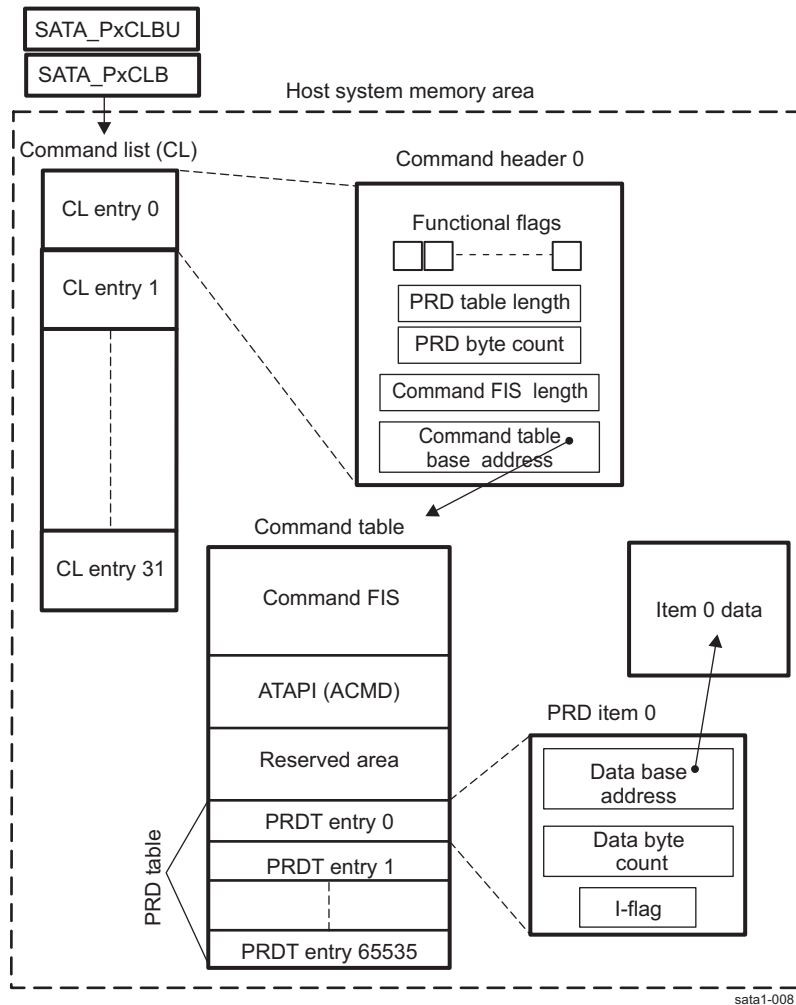 SATA_PxCLBU
SATA_PxCLB
Host system memory area
Command list (CL)
CL entry 0
CL entry 1
CL entry 31
Command header 0
Functional flags
PRD table length
PRD byte count
Command FIS length
Command table
base address
Command table
Command FIS
ATAPI (ACMD)
Reserved area
PRD table
PRDT entry 0
PRDT entry 1
PRDT entry 65535
Item 0 data
PRD item 0
Data base
address
Data byte
count
I-flag
sata1-008